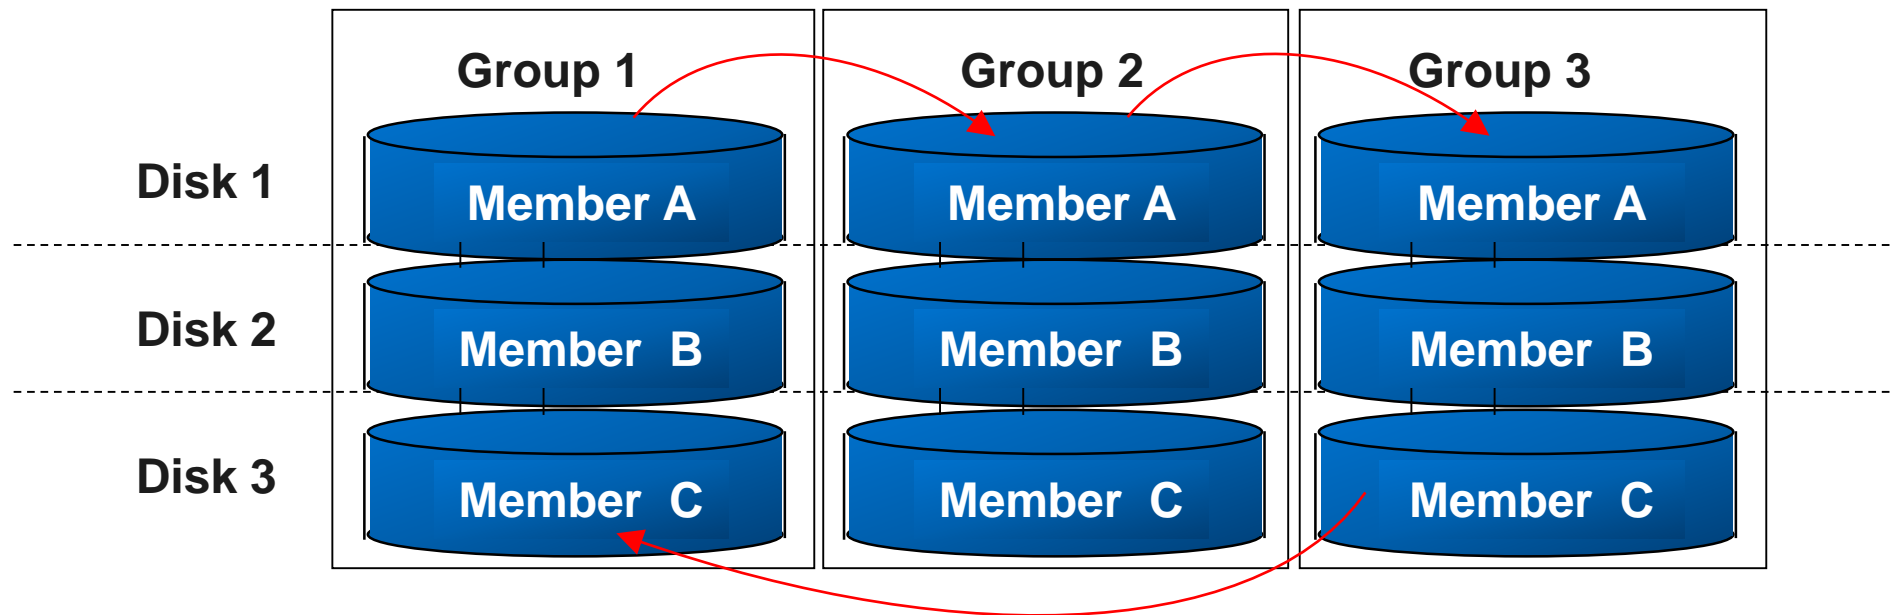 Group 1
Group 2
Group 3
Disk 1
Member A
Member A
Member A
Disk 2
Member B
Member B
Member B
Disk 3
Member C
Member C
Member C